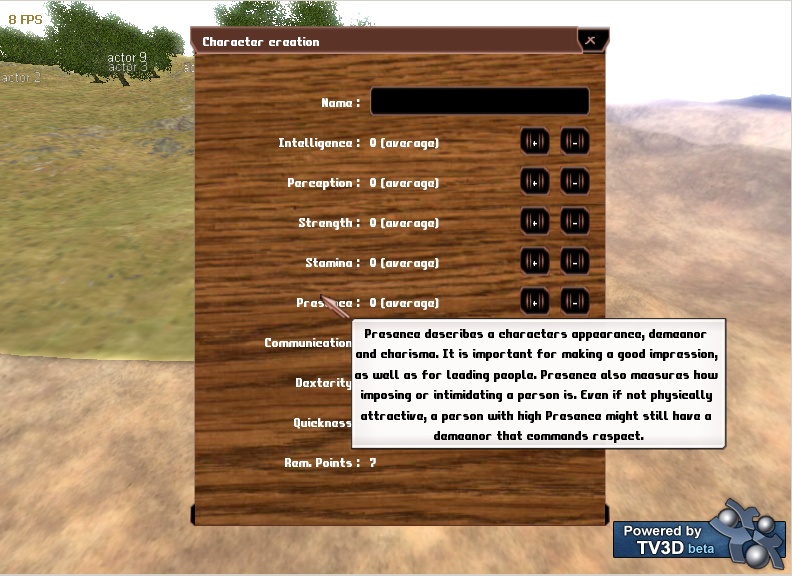 8 FPS
actor 9
actor 3
actor 2
Character creation
Name :
Intelligence : 0 (average)
+ -
Perception : 0 (average)
+ -
Strength : 0 (average)
+ -
Stamina : 0 (average)
+ -
Presence : 0 (average)
+ -
Communication
Dexterity
Quickness
Rem. Points : 7
Presence describes a characters appearance, demeanor
and charisma. It is important for making a good impression,
as well as for leading people. Presence also measures how
imposing or intimidating a person is. Even if not physically
attractive, a person with high Presence might still have a
demeanor that commands respect.
Powered by
TV3D beta